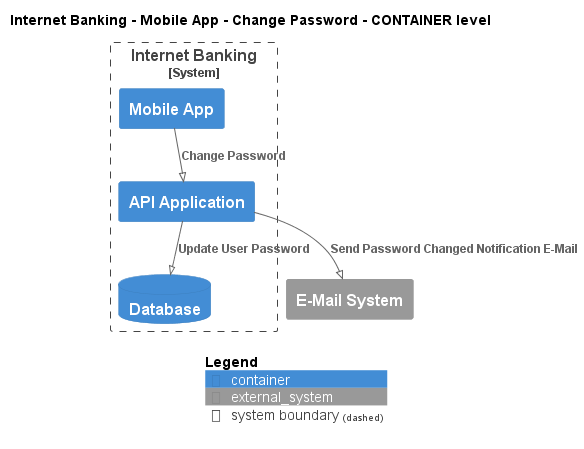 Internet Banking - Mobile App - Change Password - CONTAINER level
Internet Banking
[System]
Mobile App
Change Password
API Application
Update User Password
Send Password Changed Notification E-Mail
Database
E-Mail System
Legend
container
external_system
system boundary (dashed)